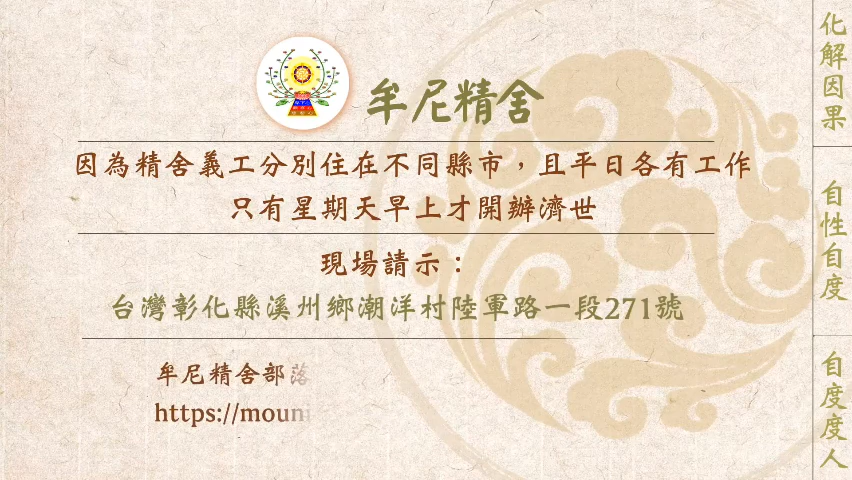 牟尼精舍
因為精舍義工分別住在不同縣市，且平日各有工作
只有星期天早上才開辦濟世
現場請示：
台灣彰化縣溪州鄉潮洋村陸軍路一段271號
牟尼精舍部落
https://mouni
化解因果
自性自度
自度度人